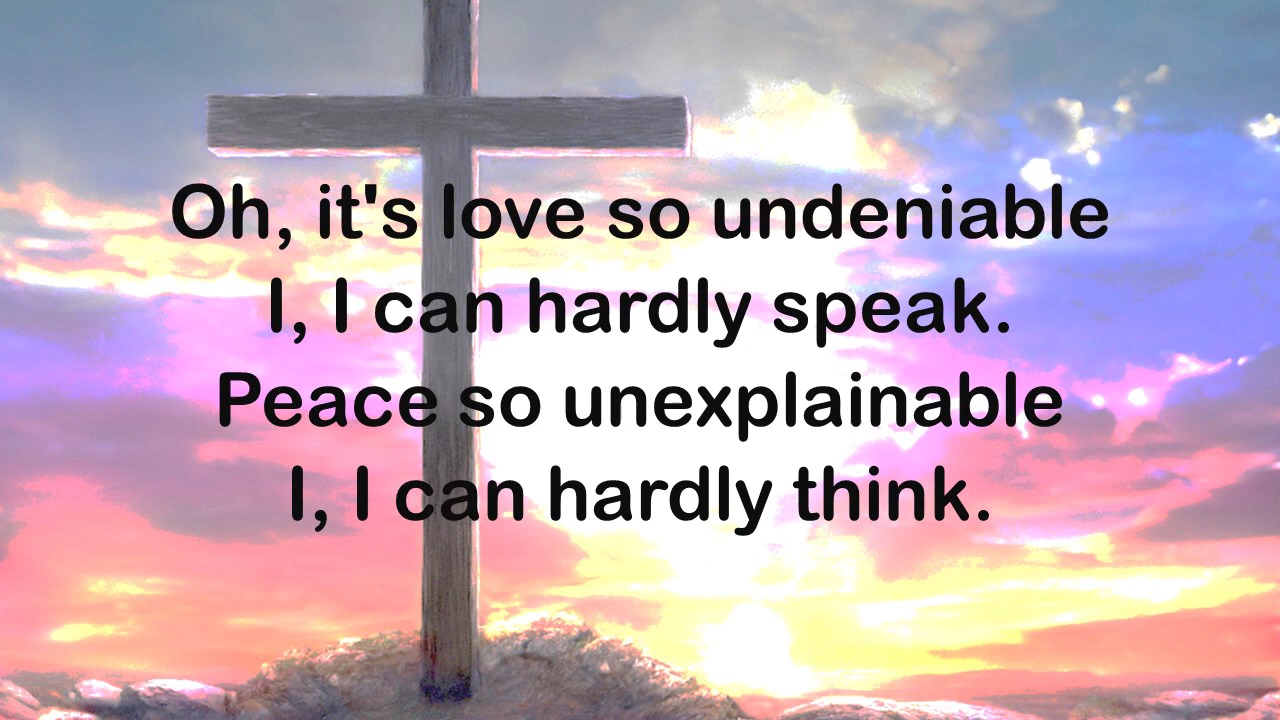 Oh, it's love so undeniable
I, I can hardly speak.
Peace so unexplainable
I, I can hardly think.